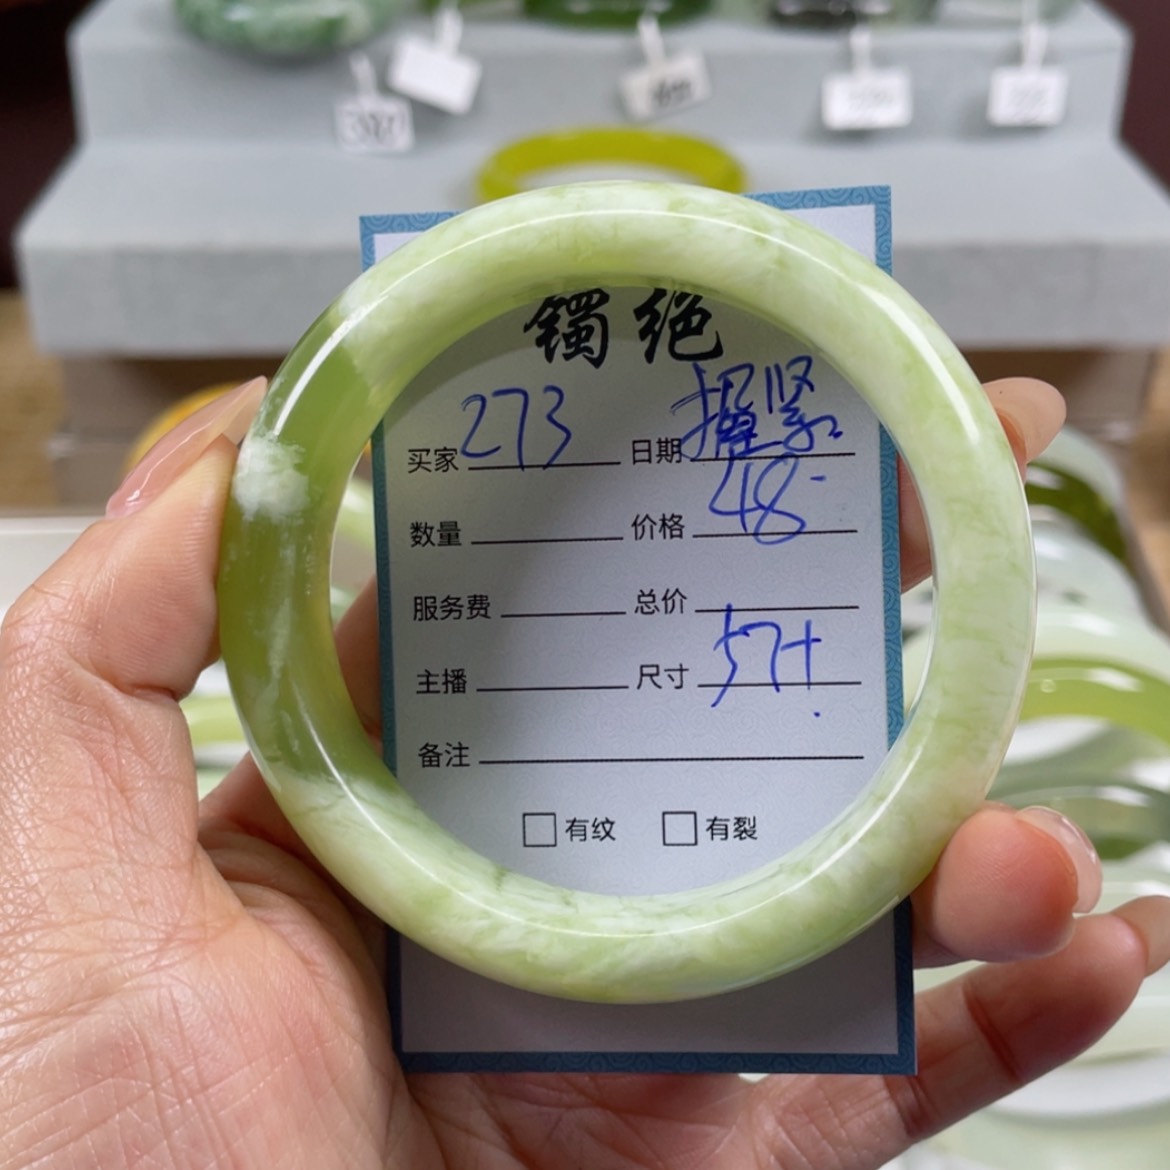 镯绝
买家 273 日期 握紧
数量 价格 48-
服务费 总价
主播 尺寸 57+
备注
□有纹 □有裂